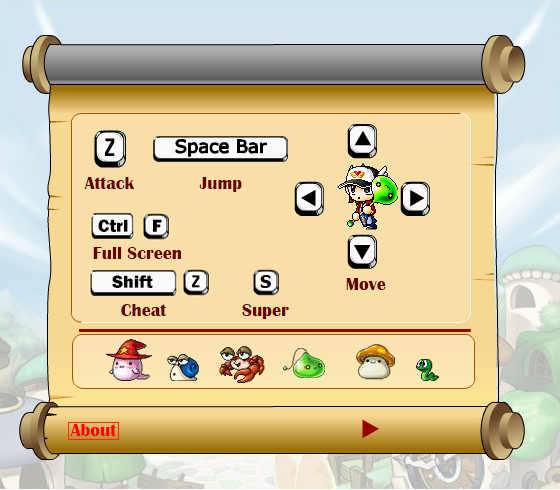 Z
Space Bar
Attack
Jump
Ctrl F
Full Screen
Shift Z
S
Cheat
Super
Move
About